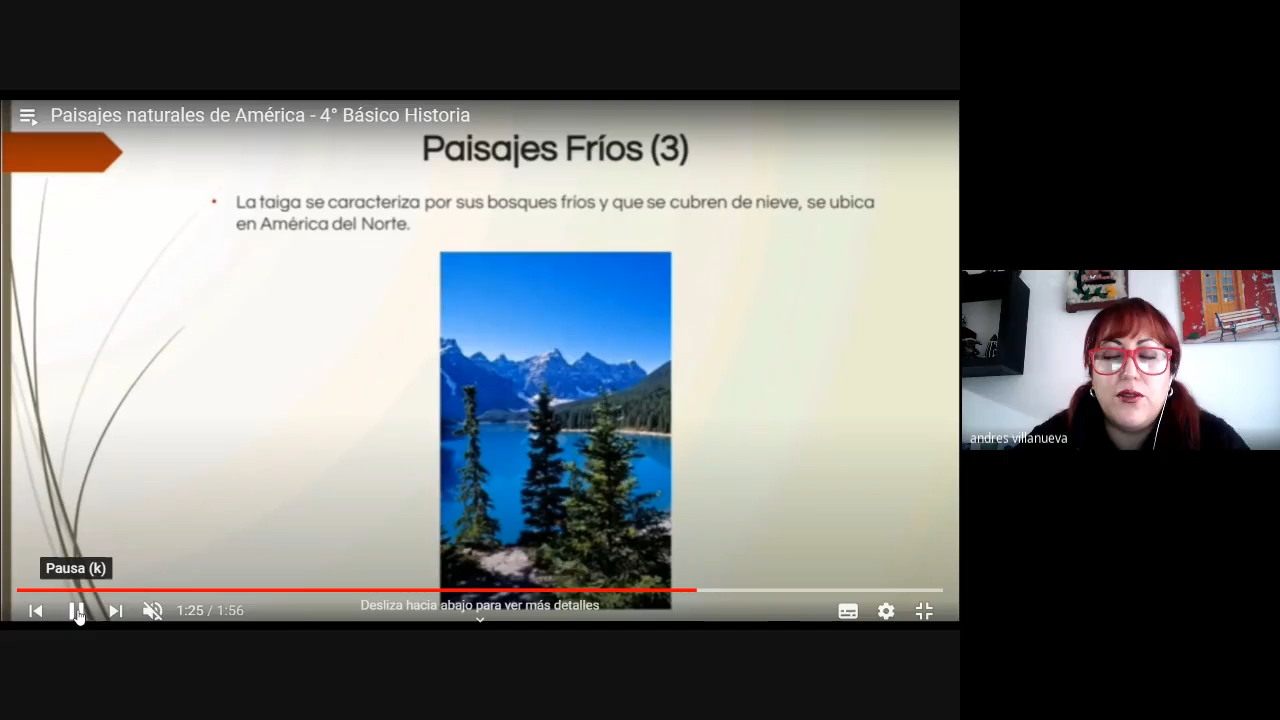 Paisajes naturales de América - 4° Básico Historia
Paisajes Fríos (3)
La taiga se caracteriza por sus bosques fríos y que se cubren de nieve, se ubica
en América del Norte.
andres villanueva
Pausa (k)
1:25 / 1:56
Desliza hacia abajo para ver más detalles